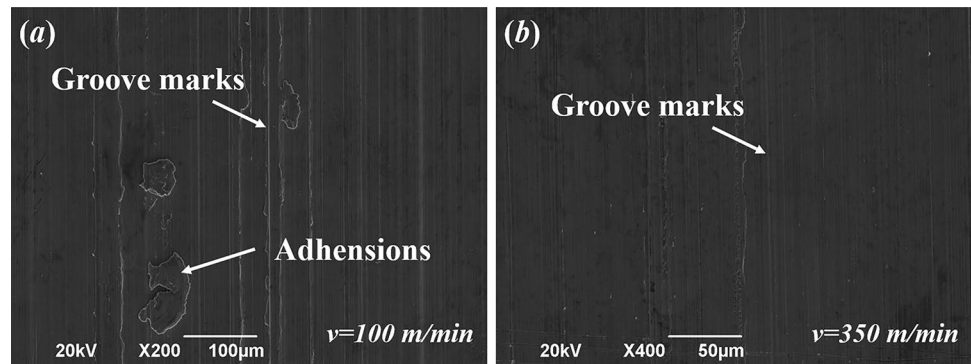 (a)
Groove marks
Adhensions
v=100 m/min
20kV X200 100μm
(b)
Groove marks
v=350 m/min
20kV X400 50μm